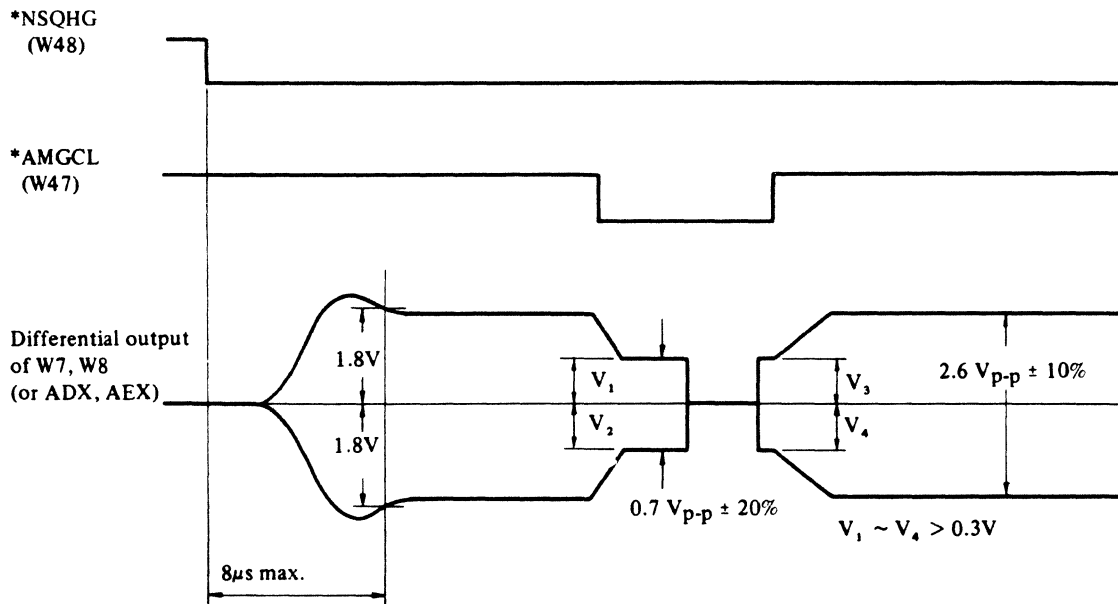 *NSQHG
(W48)
*AMGCL
(W47)
Differential output
of W7, W8
(or ADX, AEX)
1.8V
1.8V
V₁
V₂
V₃
V₄
2.6 Vp-p ± 10%
0.7 Vp-p ± 20%
V₁ ~ V₄ > 0.3V
8μs max.